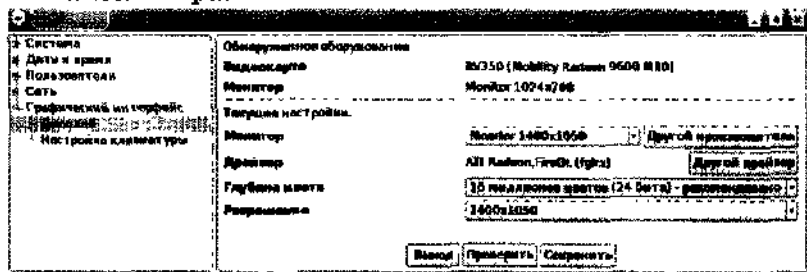 Система
Дата и время
Пользователи
Сеть
Графический интерфейс
Настройка клавиатуры
Обнаруженное оборудование
Видеокарта RV350 [Mobility Radeon 9600 M10]
Монитор Monitor 1024x768
Текущие настройки
Монитор Monitor 1400x1050 Другой производитель
Драйвер ATI Radeon, FireGL (fglrx) Другой драйвер
Глубина цвета 16 миллионов цветов (24 бита) - рекомендовано
Разрешение 1400x1050
Выход Проверить Сохранить